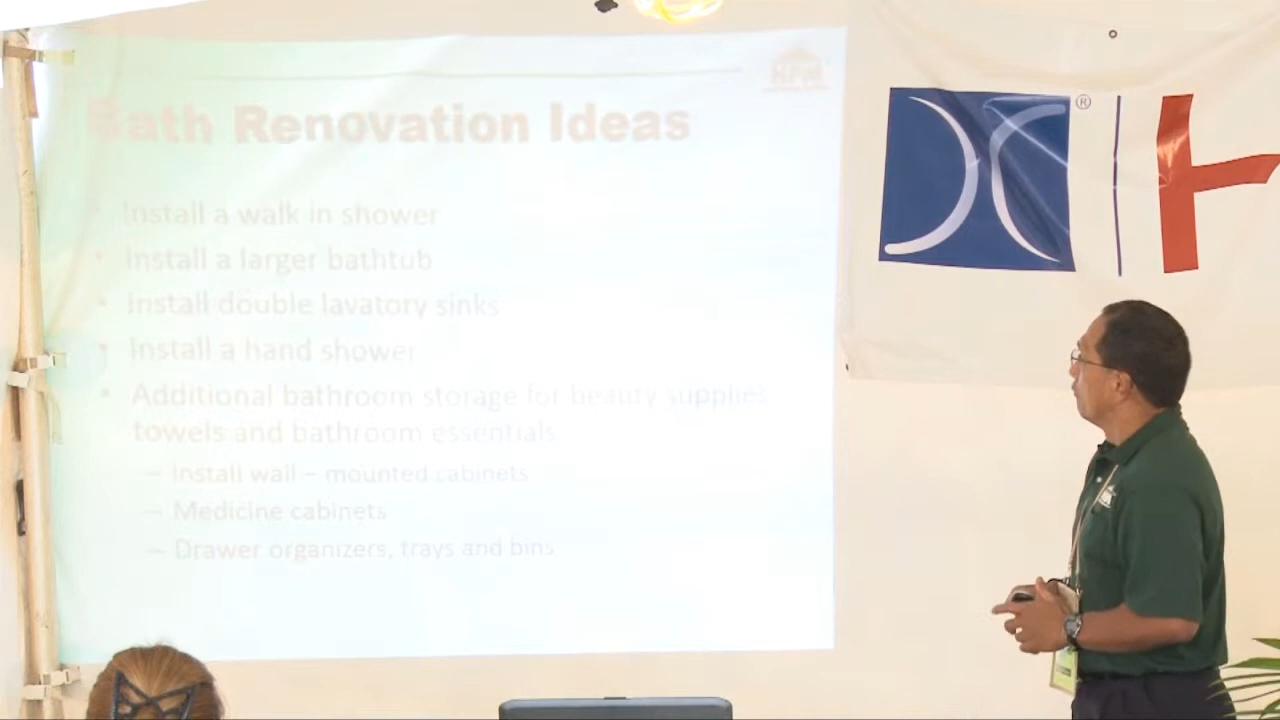 HPM
Bath Renovation Ideas
• Install a walk in shower
• Install a larger bathtub
• Install double lavatory sinks
• Install a hand shower
• Additional bathroom storage for beauty supplies
towels and bathroom essentials
– Install wall – mounted cabinets
– Medicine cabinets
– Drawer organizers, trays and bins
®